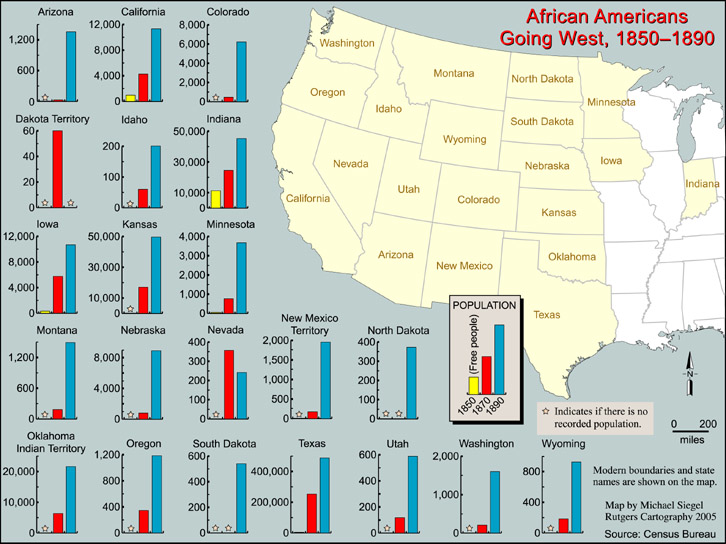 African Americans
Going West, 1850–1890
Arizona
1,200
600
0
California
12,000
8,000
4,000
0
Colorado
8,000
6,000
4,000
2,000
0
Dakota Territory
60
40
20
0
Idaho
200
100
0
Indiana
50,000
30,000
10,000
0
Iowa
12,000
8,000
4,000
0
Kansas
50,000
30,000
10,000
0
Minnesota
4,000
3,000
2,000
1,000
0
Montana
1,200
600
0
Nebraska
8,000
4,000
0
Nevada
400
300
200
100
0
New Mexico
Territory
2,000
1,500
1,000
500
0
North Dakota
400
300
200
100
0
Oklahoma
Indian Territory
20,000
10,000
0
Oregon
1,000
500
0
South Dakota
600
400
200
0
Texas
400,000
200,000
0
Utah
600
400
200
0
Washington
2,000
1,000
0
Wyoming
800
400
0
Washington
Montana
North Dakota
Minnesota
Oregon
Idaho
South Dakota
Wyoming
Nebraska
Iowa
Indiana
Nevada
Utah
Colorado
Kansas
California
Arizona
New Mexico
Oklahoma
Texas
POPULATION
(Free people)
1850
1870
1890
N
0 200
miles
Indicates if there is no
recorded population.
Modern boundaries and state
names are shown on the map.
Map by Michael Siegel
Rutgers Cartography 2005
Source: Census Bureau